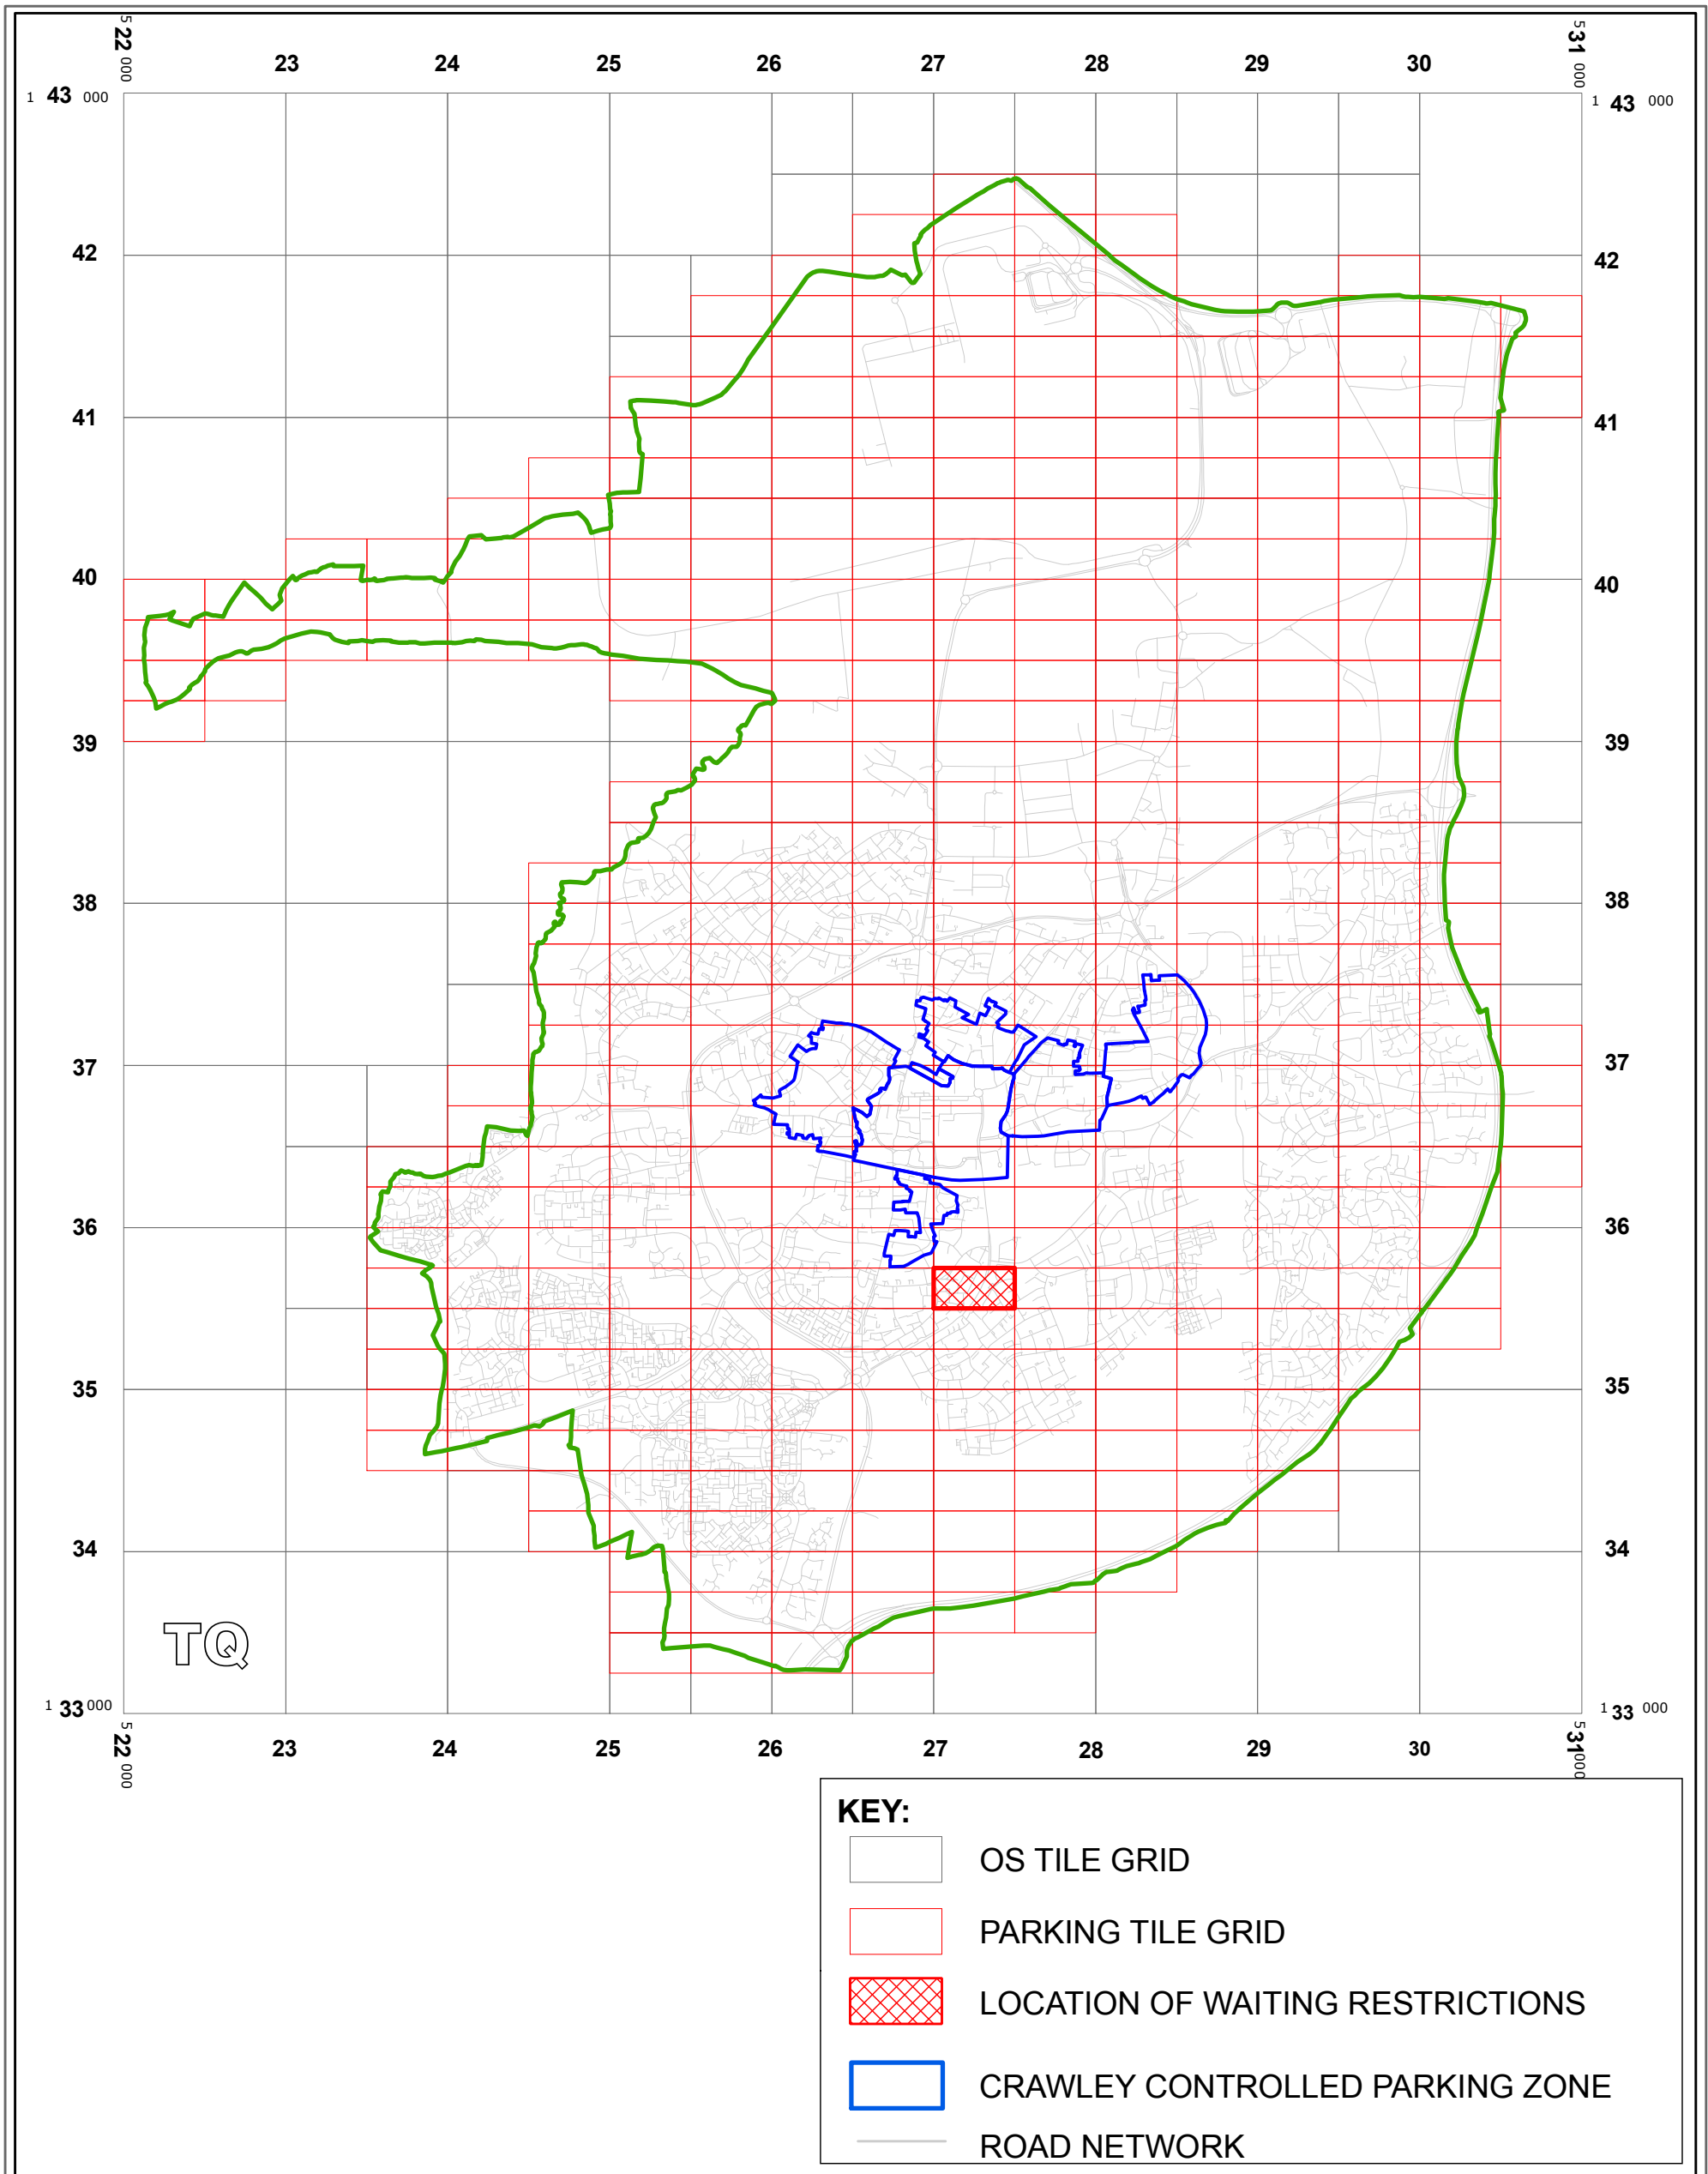 5 22 000 23 24 25 26 27 28 29 30 5 31 000
1 43 000 1 43 000
42 42
41 41
40 40
39 39
38 38
37 37
36 36
35 35
34 34
TQ
1 33 000 1 33 000
5 22 000 23 24 25 26 27 28 29 30 5 31 000
KEY:
OS TILE GRID
PARKING TILE GRID
LOCATION OF WAITING RESTRICTIONS
CRAWLEY CONTROLLED PARKING ZONE
ROAD NETWORK